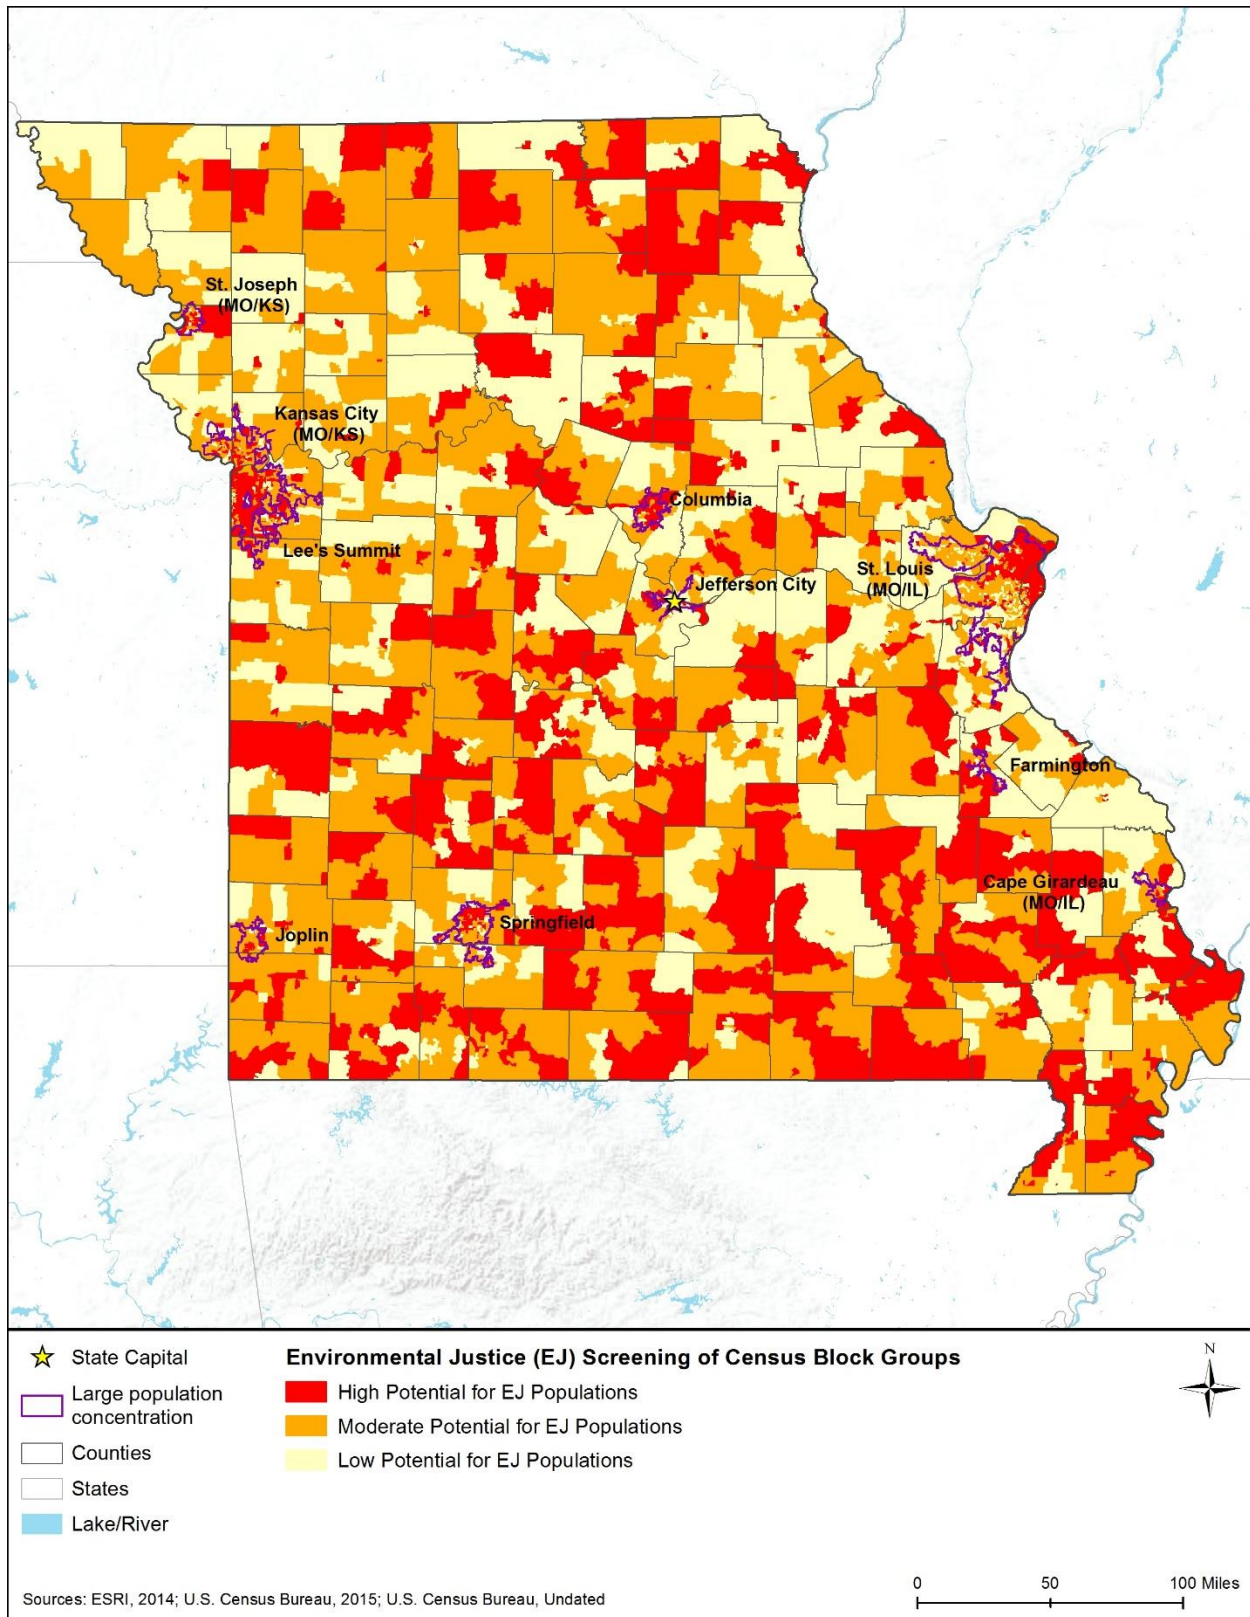 St. Joseph
(MO/KS)
Kansas City
(MO/KS)
Columbia
Lee's Summit
Jefferson City
St. Louis
(MO/IL)
Farmington
Cape Girardeau
(MO/IL)
Springfield
Joplin
State Capital
Large population
concentration
Counties
States
Lake/River
Environmental Justice (EJ) Screening of Census Block Groups
High Potential for EJ Populations
Moderate Potential for EJ Populations
Low Potential for EJ Populations
N
0 50 100 Miles
Sources: ESRI, 2014; U.S. Census Bureau, 2015; U.S. Census Bureau, Undated